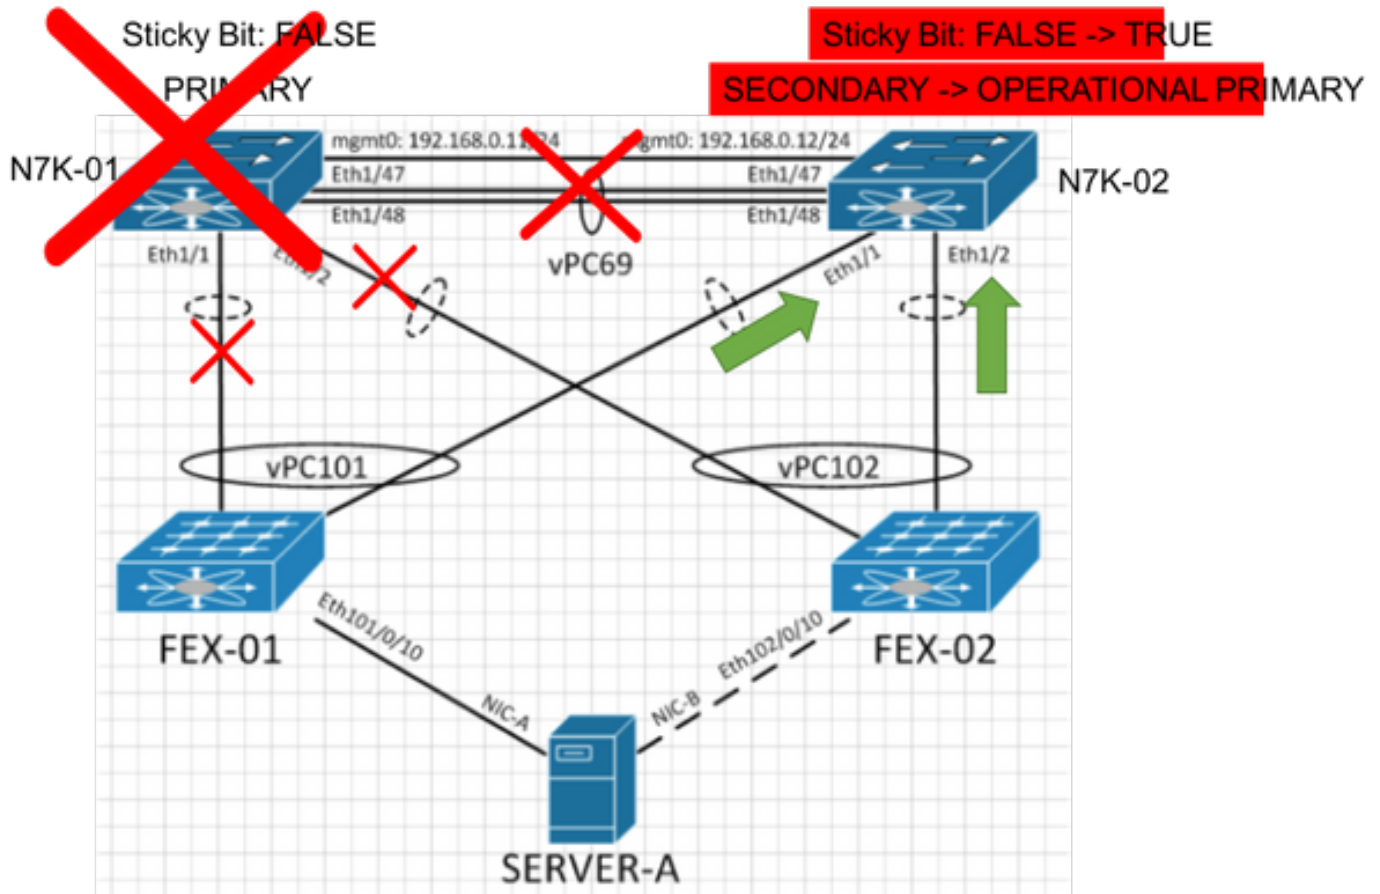 Sticky Bit: FALSE
Sticky Bit: FALSE -> TRUE
PRIMARY
SECONDARY -> OPERATIONAL PRIMARY
mgmt0: 192.168.0.11/24
mgmt0: 192.168.0.12/24
N7K-01
Eth1/47
Eth1/47
N7K-02
Eth1/48
Eth1/48
Eth1/1
Eth1/2
vPC69
Eth1/1
Eth1/2
vPC101
vPC102
FEX-01
Eth101/0/10
Eth102/0/10
FEX-02
NIC-A
NIC-B
SERVER-A